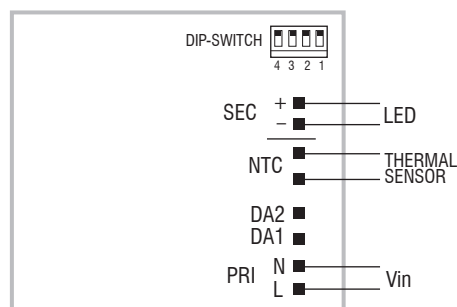 DIP-SWITCH
4 3 2 1
SEC + LED
−
NTC THERMAL
SENSOR
DA2
DA1
PRI N Vin
L